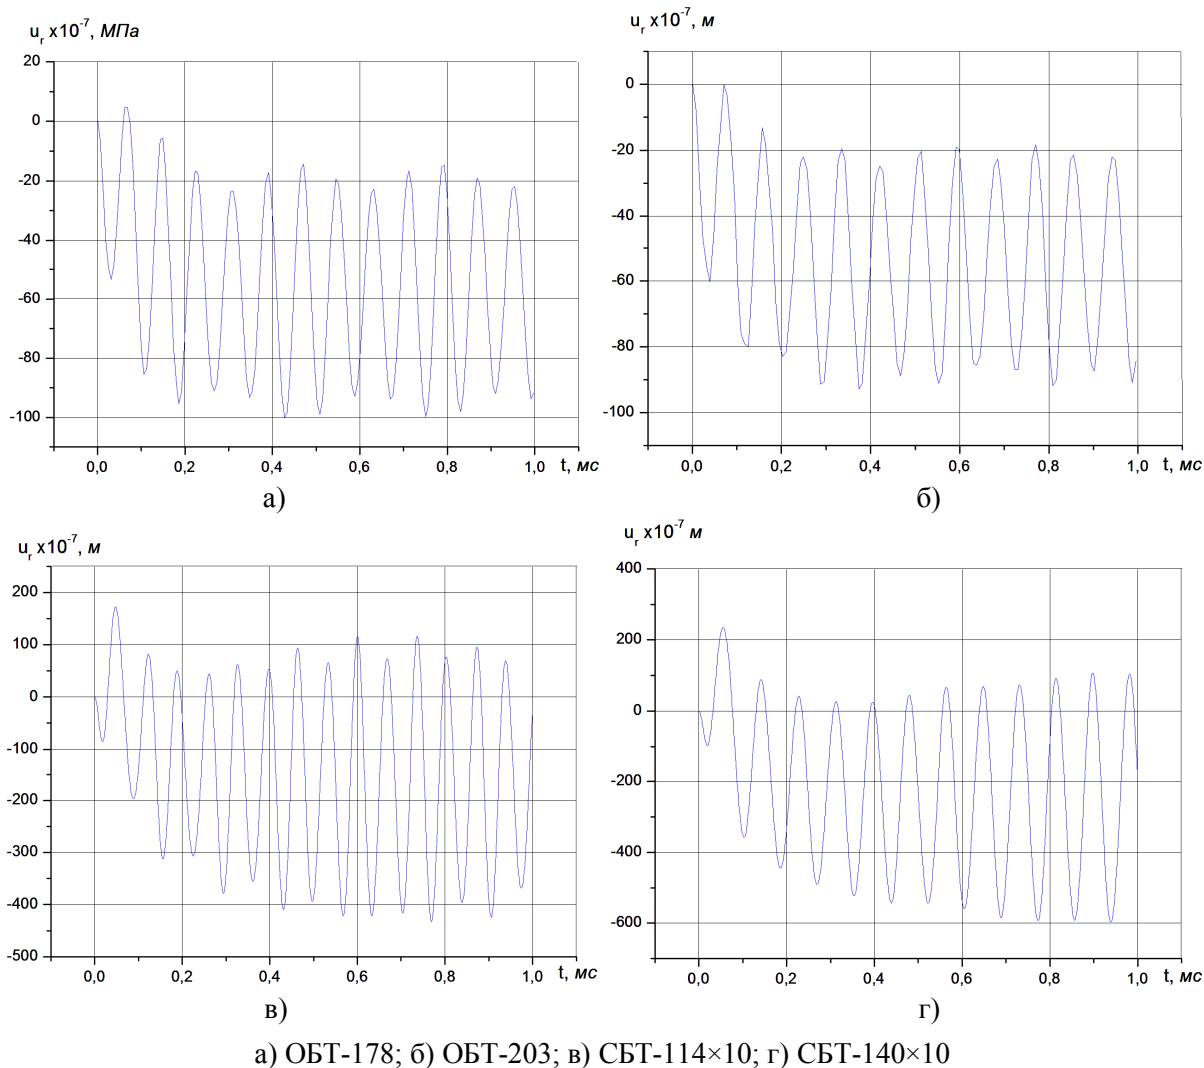 u_r x10^-7, МПа
20
0
-20
-40
-60
-80
-100
0,0 0,2 0,4 0,6 0,8 1,0 t, мс
а)
u_r x10^-7, м
0
-20
-40
-60
-80
-100
0,0 0,2 0,4 0,6 0,8 1,0 t, мс
б)
u_r x10^-7, м
200
100
0
-100
-200
-300
-400
-500
0,0 0,2 0,4 0,6 0,8 1,0 t, мс
в)
u_r x10^-7 м
400
200
0
-200
-400
-600
0,0 0,2 0,4 0,6 0,8 1,0 t, мс
г)
а) ОБТ-178; б) ОБТ-203; в) СБТ-114×10; г) СБТ-140×10